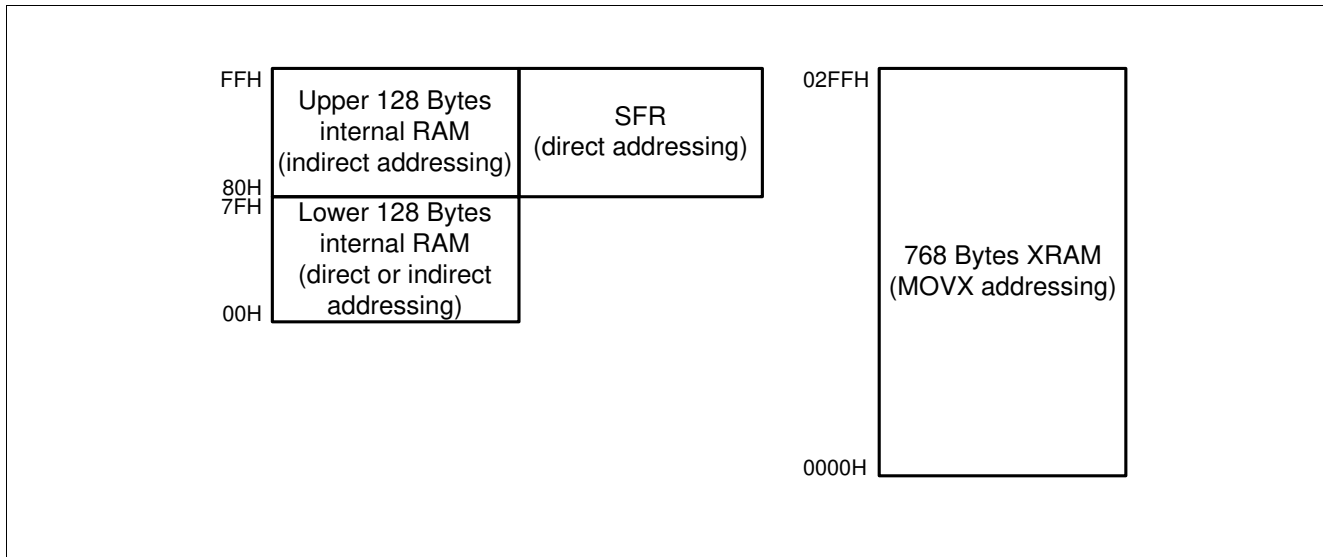 FFH
Upper 128 Bytes
internal RAM
(indirect addressing)
80H
7FH
Lower 128 Bytes
internal RAM
(direct or indirect
addressing)
00H
SFR
(direct addressing)
02FFH
768 Bytes XRAM
(MOVX addressing)
0000H